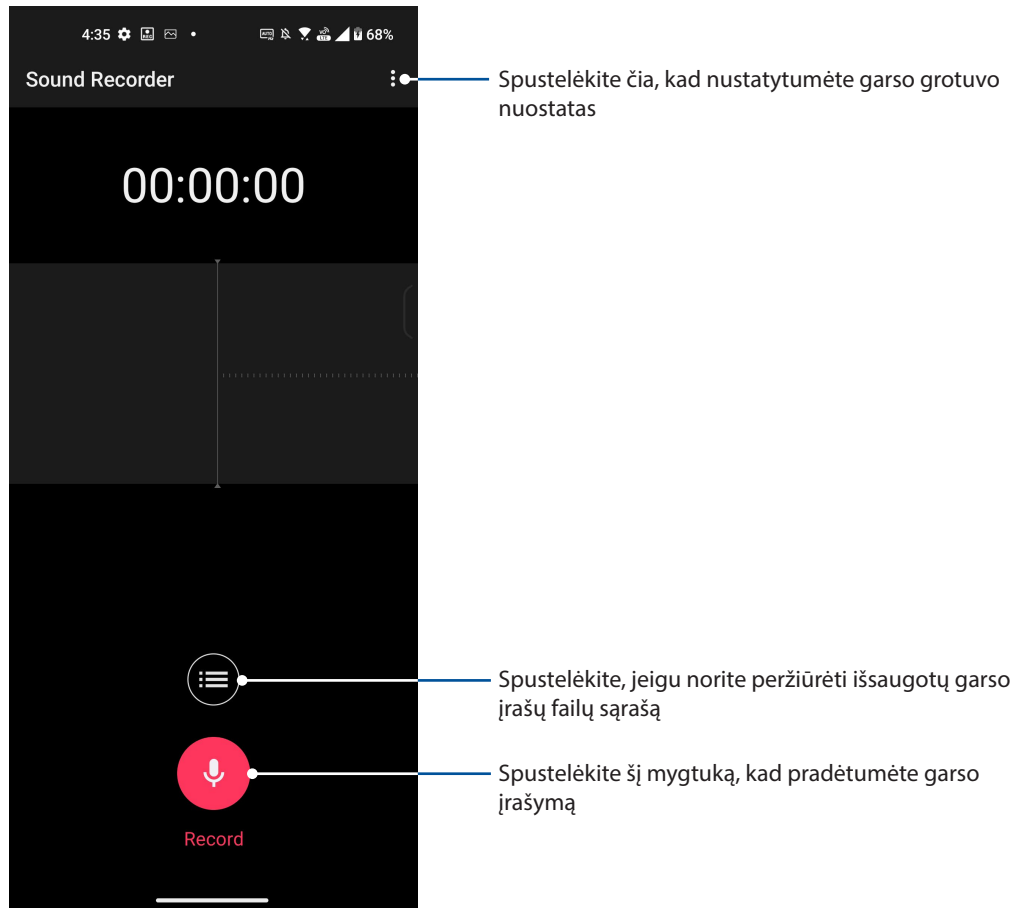 4:35
68%
Sound Recorder
Spustelėkite čia, kad nustatytumėte garso grotuvo
nuostatas
00:00:00
Spustelėkite, jeigu norite peržiūrėti išsaugotų garso
įrašų failų sąrašą
Spustelėkite šį mygtuką, kad pradėtumėte garso
įrašymą
Record